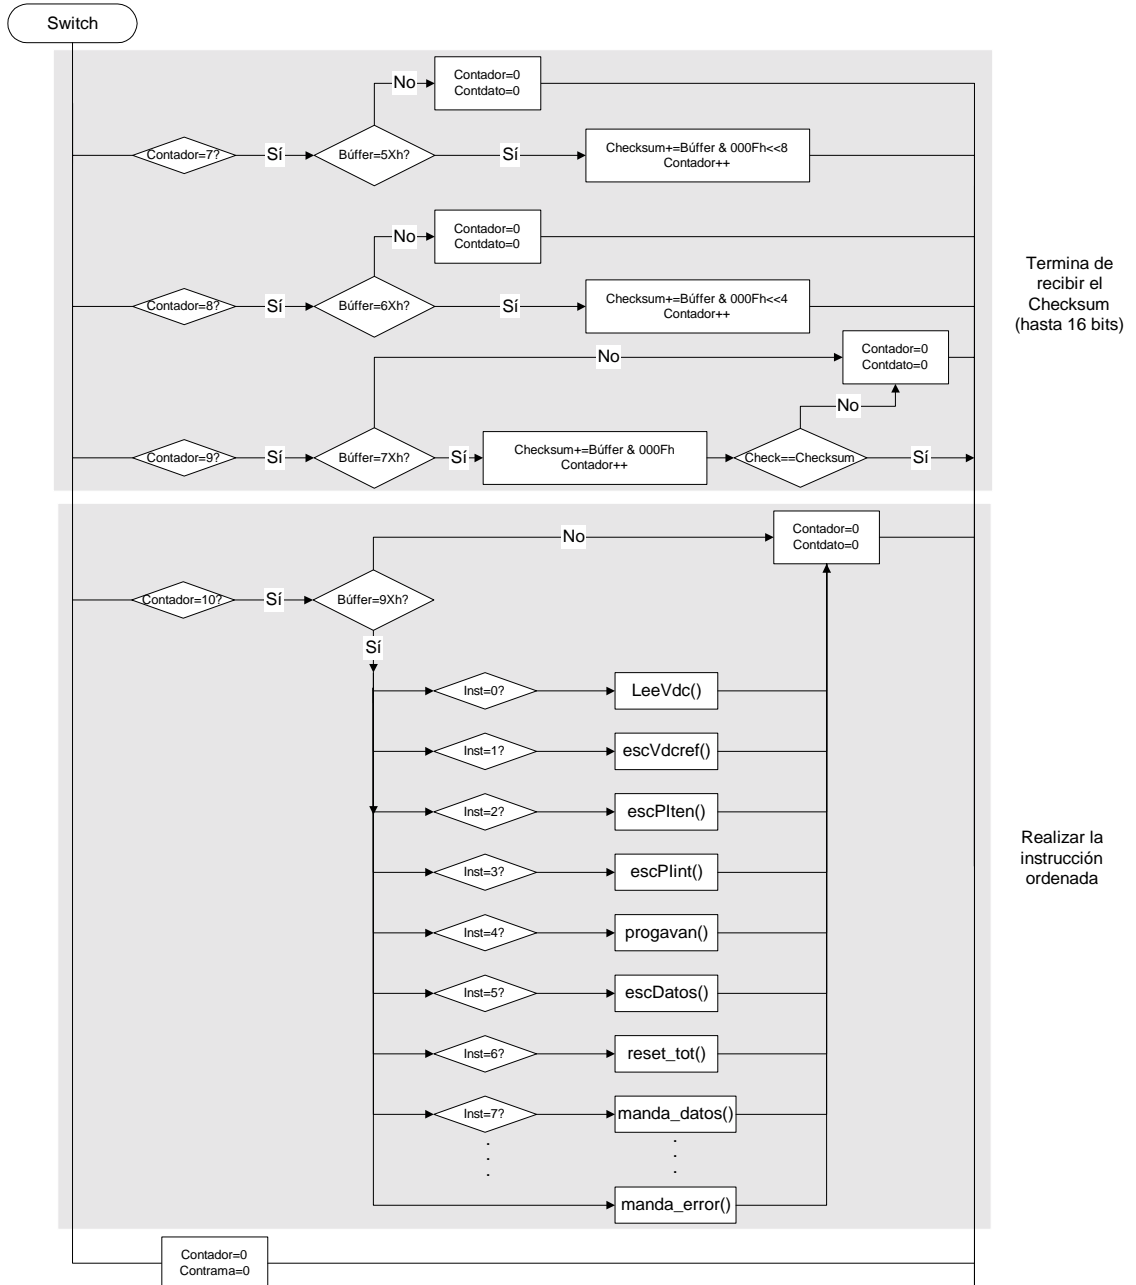 Switch
No
Contador=0
Contdato=0
Contador=7?
Sí
Búffer=5Xh?
Sí
Checksum+=Búffer & 000Fh<<8
Contador++
No
Contador=0
Contdato=0
Contador=8?
Sí
Búffer=6Xh?
Sí
Checksum+=Búffer & 000Fh<<4
Contador++
Termina de
recibir el
Checksum
(hasta 16 bits)
No
Contador=0
Contdato=0
No
Contador=9?
Sí
Búffer=7Xh?
Sí
Checksum+=Búffer & 000Fh
Contador++
Check==Checksum
Sí
No
Contador=0
Contdato=0
Contador=10?
Sí
Búffer=9Xh?
Sí
Inst=0?
LeeVdc()
Inst=1?
escVdcref()
Inst=2?
escPIten()
Inst=3?
escPIint()
Realizar la
instrucción
ordenada
Inst=4?
progavan()
Inst=5?
escDatos()
Inst=6?
reset_tot()
Inst=7?
manda_datos()
.
.
.
.
.
.
manda_error()
Contador=0
Contrama=0